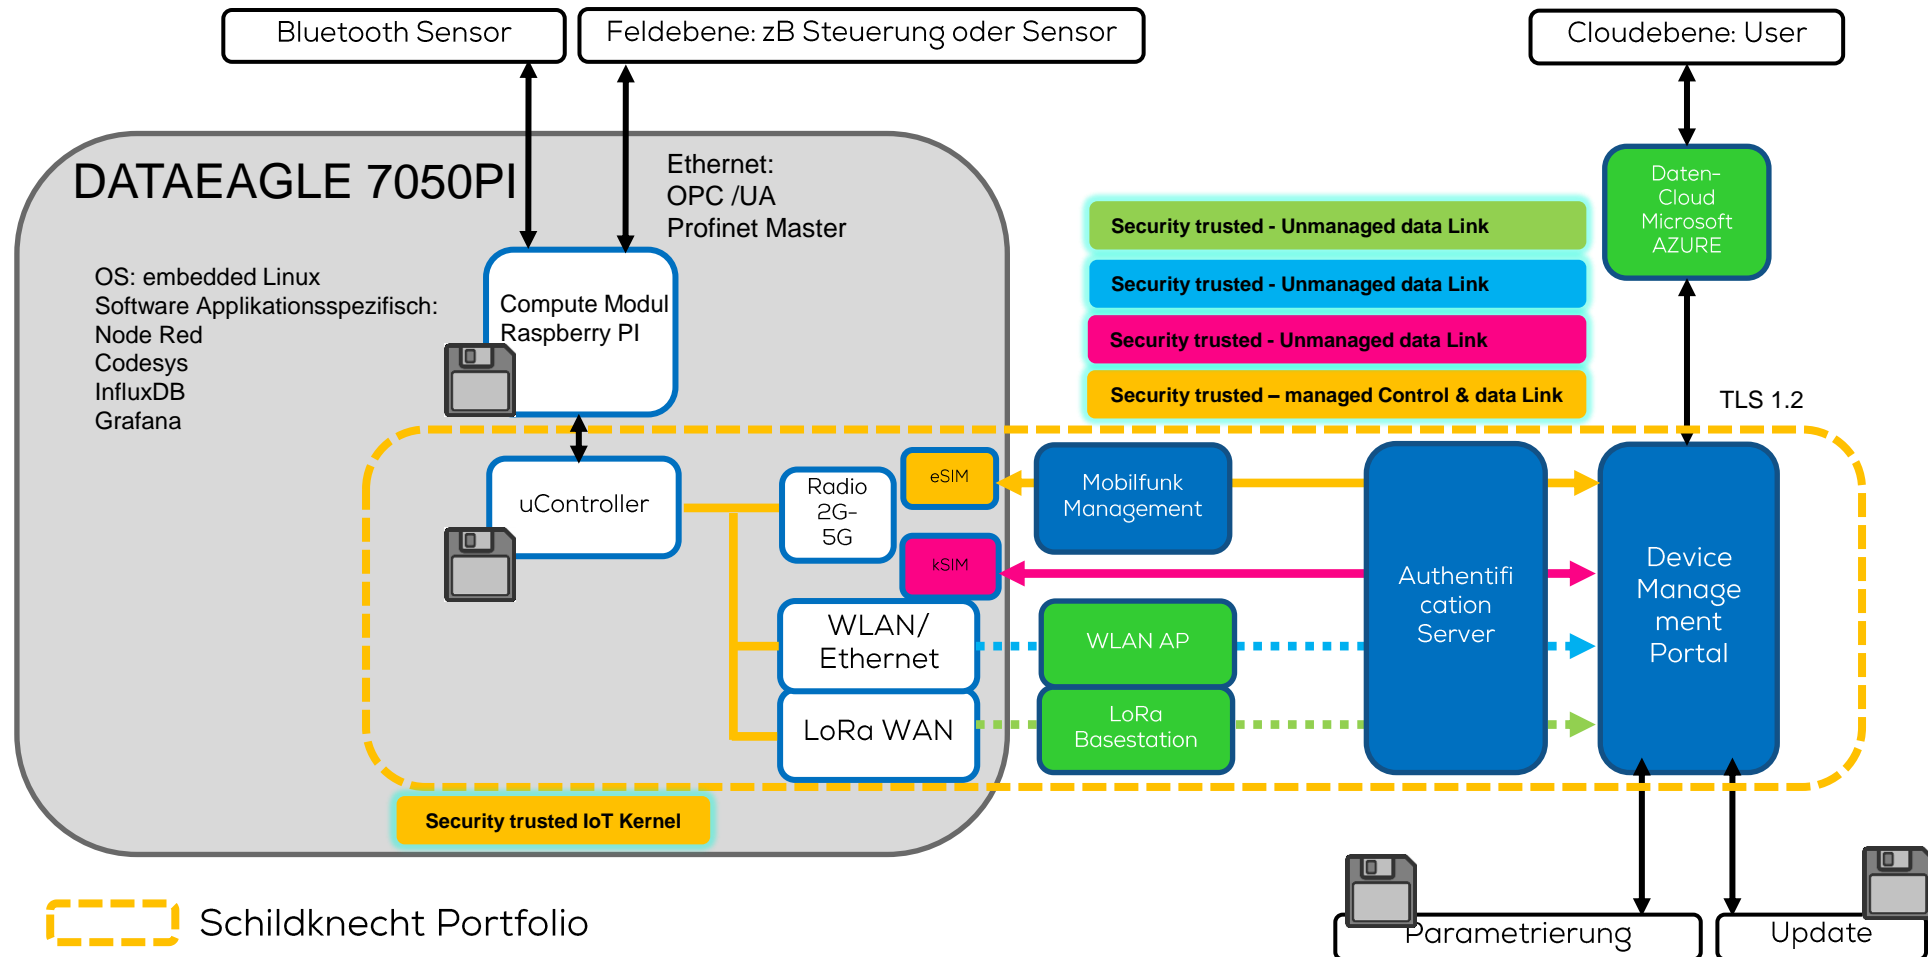 Bluetooth Sensor
Feldebene: zB Steuerung oder Sensor
Cloudebene: User
DATAEAGLE 7050PI
Ethernet:
OPC /UA
Profinet Master
OS: embedded Linux
Software Applikationsspezifisch:
Node Red
Codesys
InfluxDB
Grafana
Compute Modul
Raspberry PI
Security trusted - Unmanaged data Link
Security trusted - Unmanaged data Link
Security trusted - Unmanaged data Link
Security trusted – managed Control & data Link
Daten-
Cloud
Microsoft
AZURE
TLS 1.2
uController
Radio
2G-
5G
eSIM
kSIM
WLAN/
Ethernet
LoRa WAN
Mobilfunk
Management
WLAN AP
LoRa
Basestation
Authentifi
cation
Server
Device
Manage
ment
Portal
Security trusted IoT Kernel
Schildknecht Portfolio
Parametrierung
Update